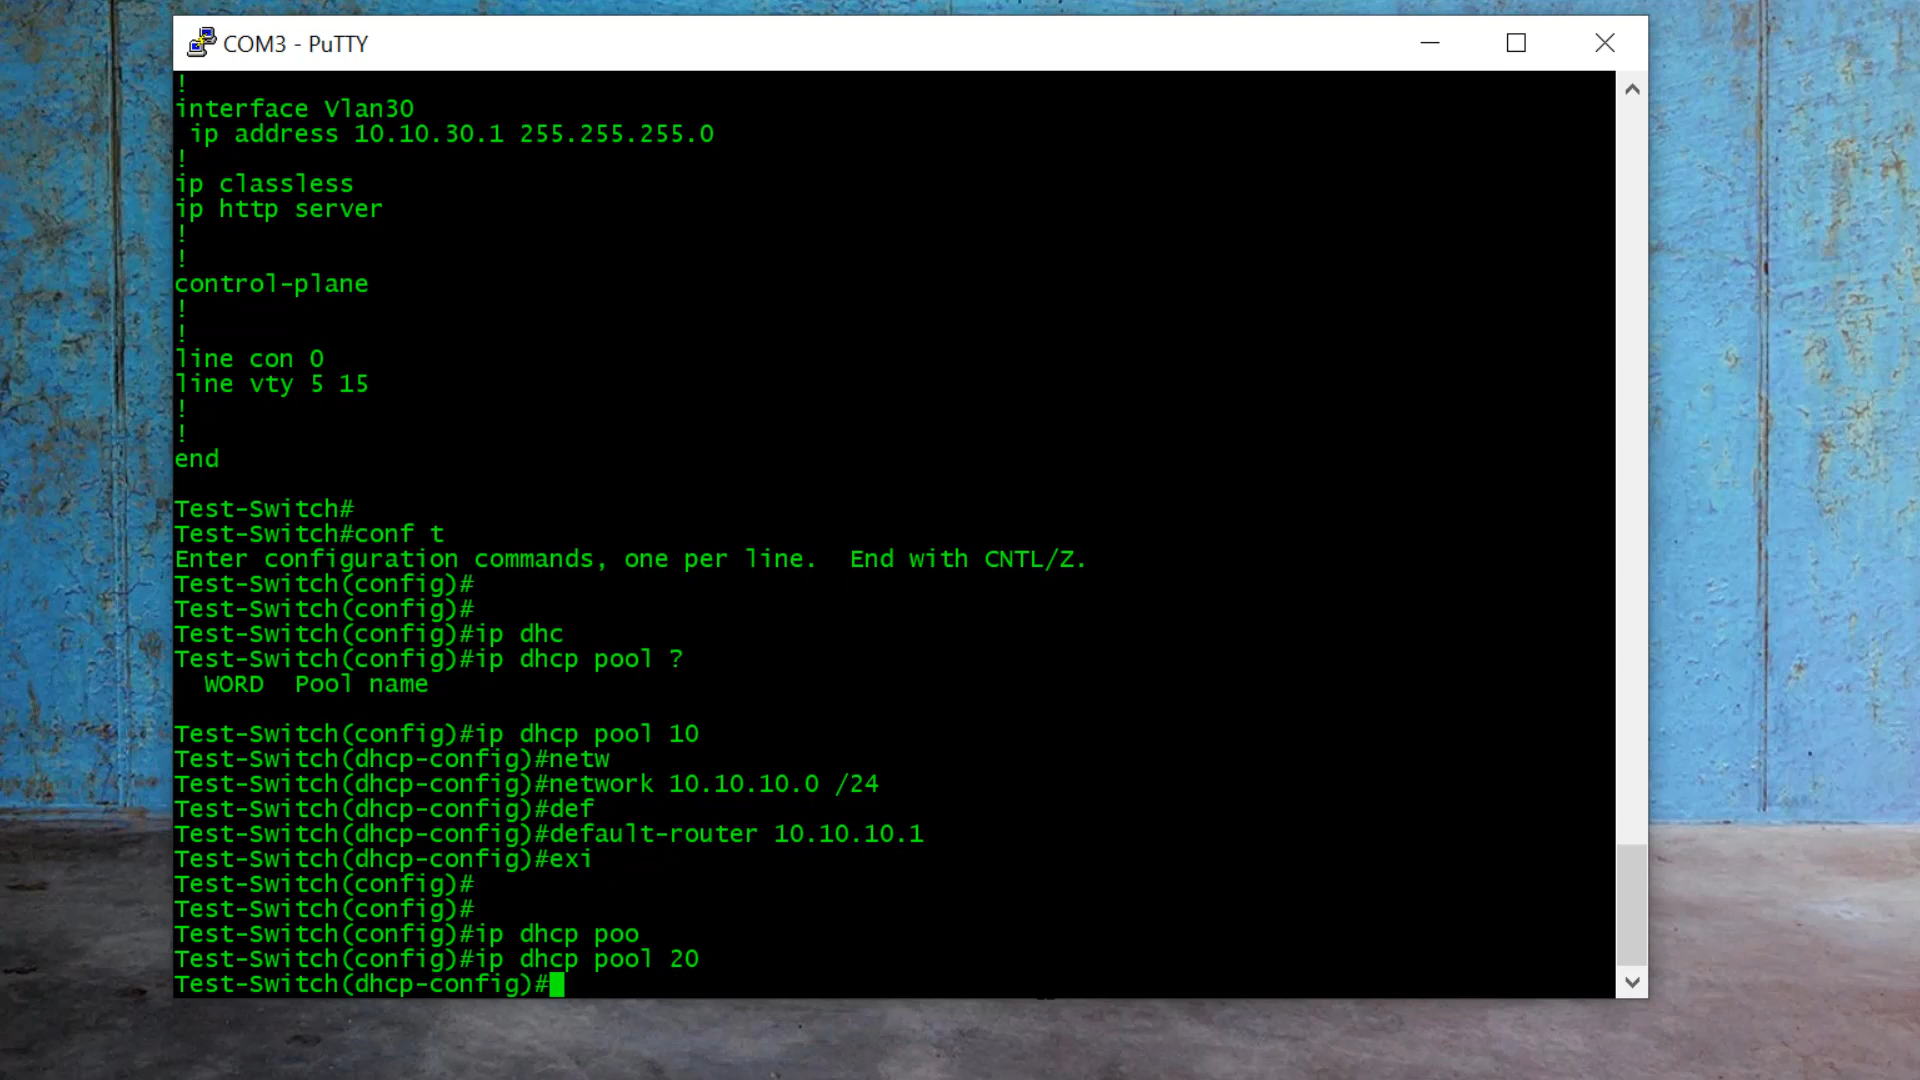 COM3 - PuTTY
!
interface Vlan30
 ip address 10.10.30.1 255.255.255.0
!
ip classless
ip http server
!
!
control-plane
!
!
line con 0
line vty 5 15
!
!
end
Test-Switch#
Test-Switch#conf t
Enter configuration commands, one per line.  End with CNTL/Z.
Test-Switch(config)#
Test-Switch(config)#
Test-Switch(config)#ip dhc
Test-Switch(config)#ip dhcp pool ?
  WORD  Pool name
Test-Switch(config)#ip dhcp pool 10
Test-Switch(dhcp-config)#netw
Test-Switch(dhcp-config)#network 10.10.10.0 /24
Test-Switch(dhcp-config)#def
Test-Switch(dhcp-config)#default-router 10.10.10.1
Test-Switch(dhcp-config)#exi
Test-Switch(config)#
Test-Switch(config)#
Test-Switch(config)#ip dhcp poo
Test-Switch(config)#ip dhcp pool 20
Test-Switch(dhcp-config)#